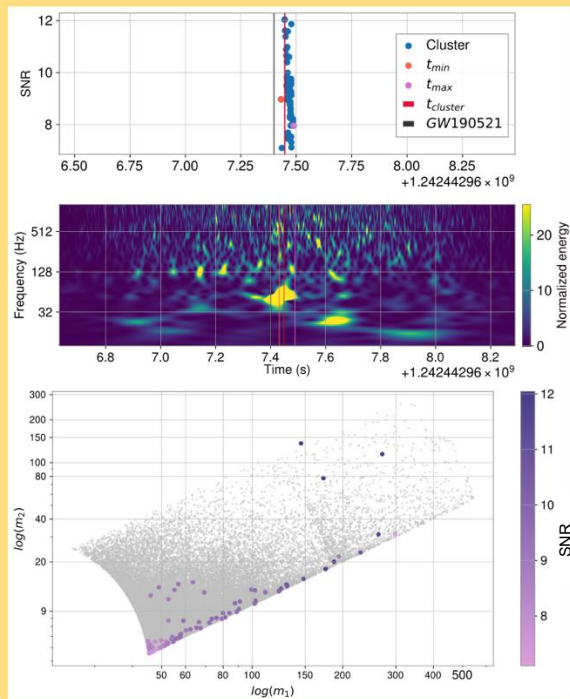 12
10
8
SNR
Cluster
t_min
t_max
t_cluster
GW190521
6.50 6.75 7.00 7.25 7.50 7.75 8.00 8.25
+1.24244296 × 10^9
512
128
32
Frequency (Hz)
20
10
0
Normalized energy
6.8 7.0 7.2 7.4 7.6 7.8 8.0 8.2
Time (s)
+1.24244296 × 10^9
300
200
150
100
80
40
20
9
log(m_2)
50 60 80 100 150 200 300 400 500
log(m_1)
12
11
10
9
8
SNR